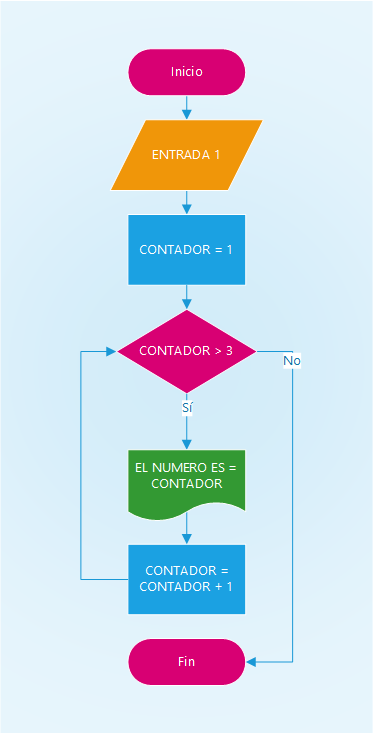 Inicio
ENTRADA 1
CONTADOR = 1
CONTADOR > 3
No
Sí
EL NUMERO ES =
CONTADOR
CONTADOR =
CONTADOR + 1
Fin